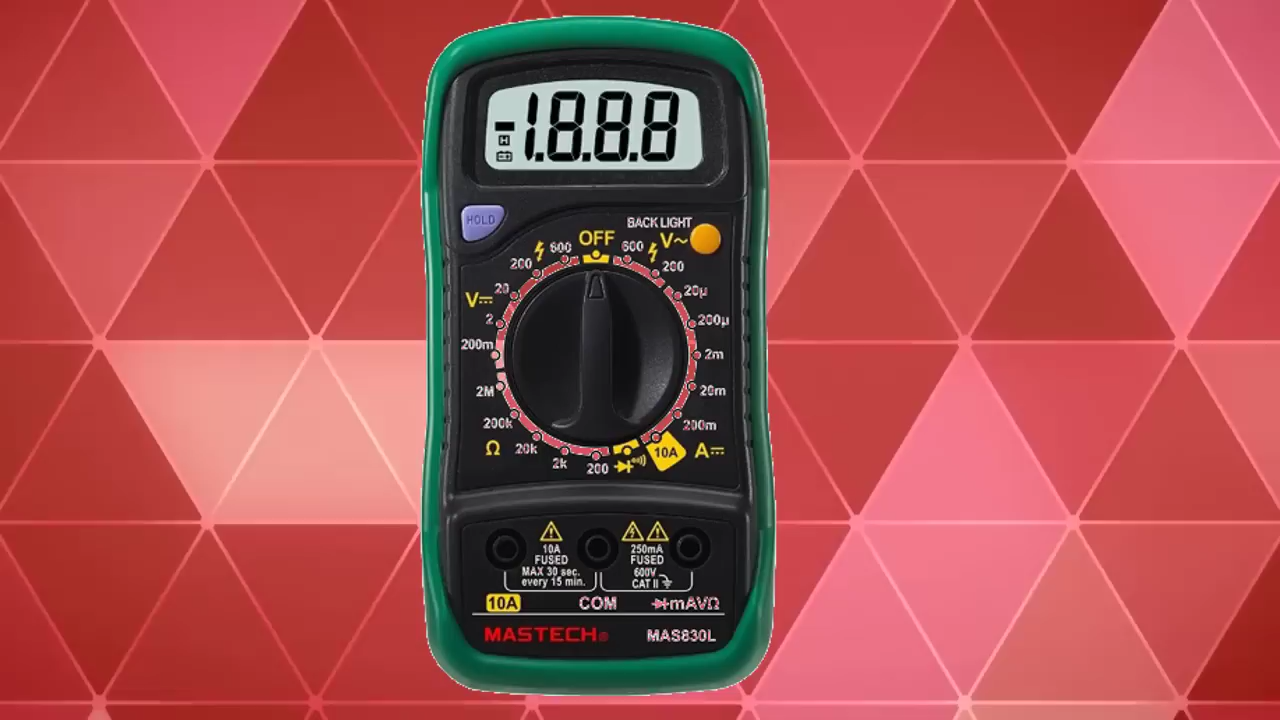 -1.8.8.8
H
HOLD
BACK LIGHT
OFF
600
600
V~
200
200
20
20µ
V⎓
2
200µ
200m
2m
2M
20m
200k
200m
Ω
20k
10A
A⎓
2k
200
10A
FUSED
MAX 30 sec.
every 15 min.
250mA
FUSED
600V
CAT II
10A
COM
mAVΩ
MASTECH®
MAS830L